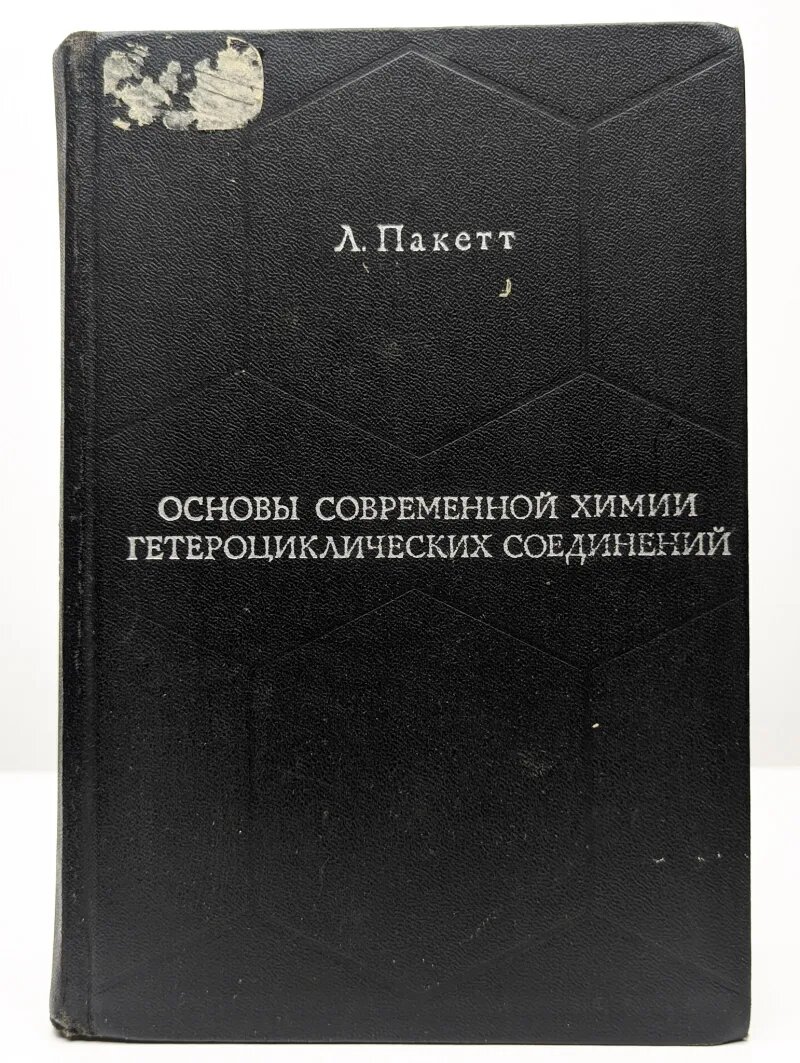 Л. Пакетт
ОСНОВЫ СОВРЕМЕННОЙ ХИМИИ
ГЕТЕРОЦИКЛИЧЕСКИХ СОЕДИНЕНИЙ